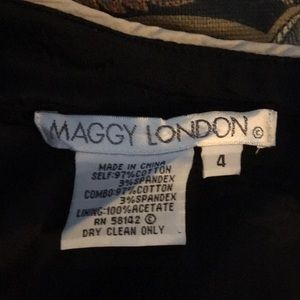 MAGGY LONDON ©
4
MADE IN CHINA
SELF:97%COTTON
3%SPANDEX
COMBO:97%COTTON
3%SPANDEX
LINING:100%ACETATE
RN 58142 ©
DRY CLEAN ONLY